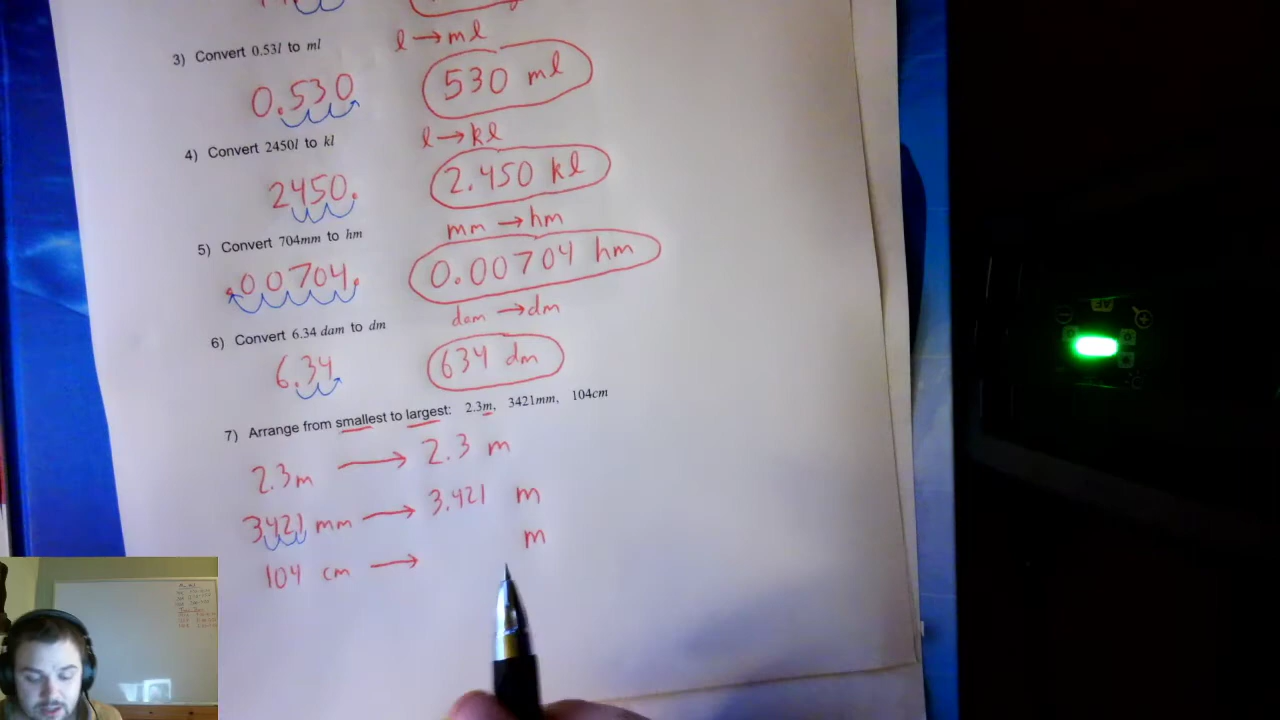 3) Convert 0.53l to ml
l → ml
0.530
530 ml
4) Convert 2450l to kl
l → kl
2450.
2.450 kl
5) Convert 704mm to hm
mm → hm
.00704.
0.00704 hm
6) Convert 6.34 dam to dm
dam → dm
6.34
634 dm
7) Arrange from smallest to largest: 2.3m, 3421mm, 104cm
2.3m → 2.3 m
3421 mm → 3.421 m
104 cm → m
AF